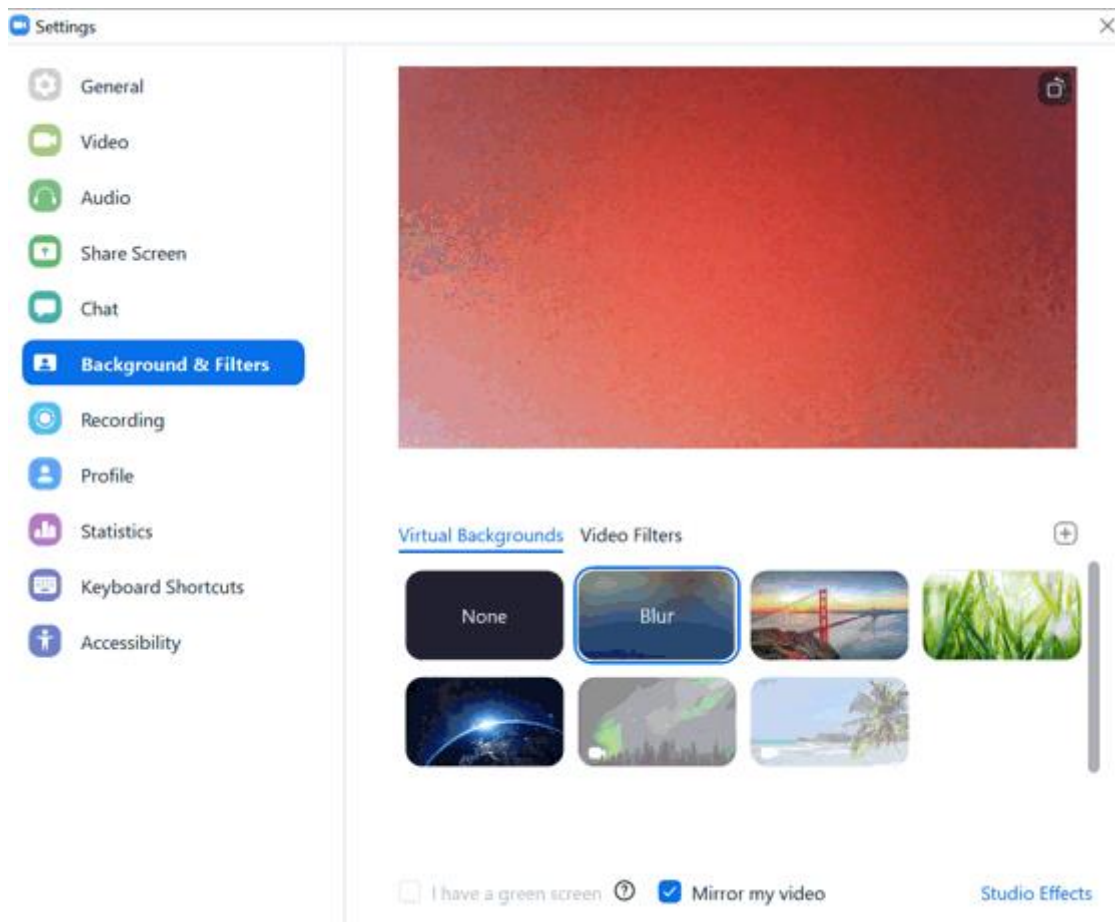 Settings
General
Video
Audio
Share Screen
Chat
Background & Filters
Recording
Profile
Statistics
Keyboard Shortcuts
Accessibility
Virtual Backgrounds Video Filters
None Blur
I have a green screen Mirror my video Studio Effects